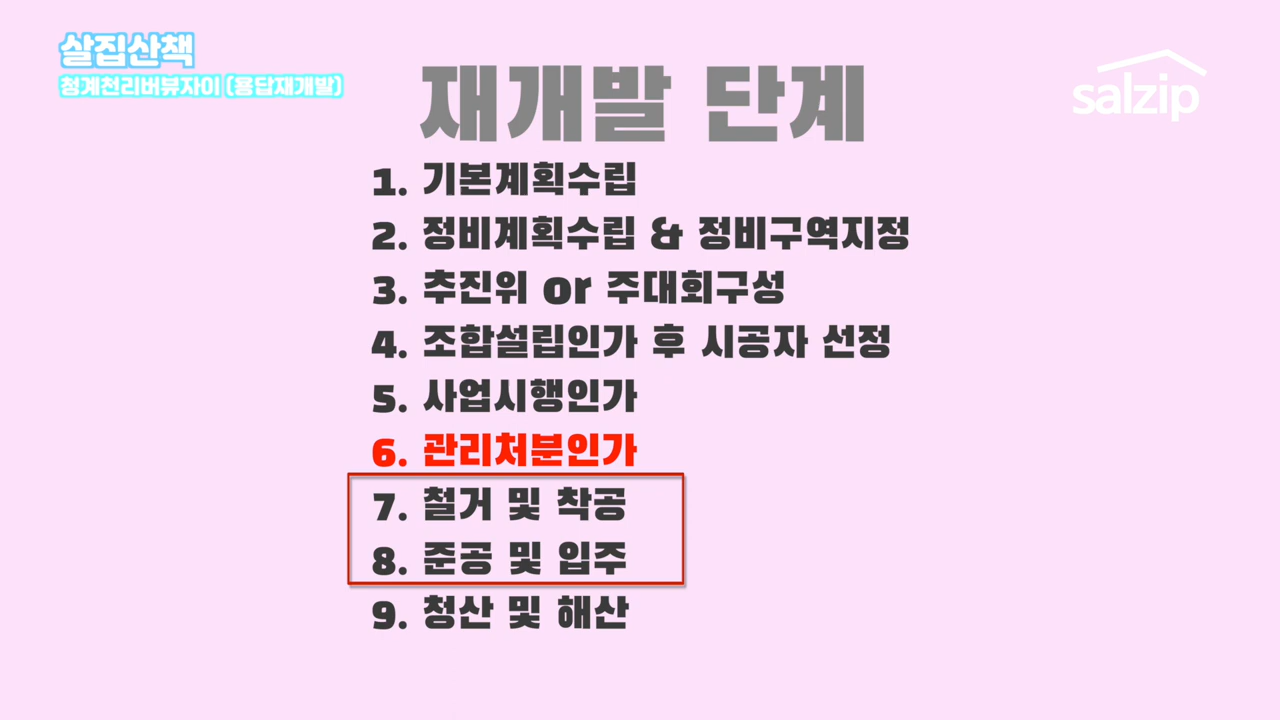 살집산책
청계천리버뷰자이 (용답재개발)
salzip
재개발 단계
1. 기본계획수립
2. 정비계획수립 & 정비구역지정
3. 추진위 or 주대회구성
4. 조합설립인가 후 시공자 선정
5. 사업시행인가
6. 관리처분인가
7. 철거 및 착공
8. 준공 및 입주
9. 청산 및 해산